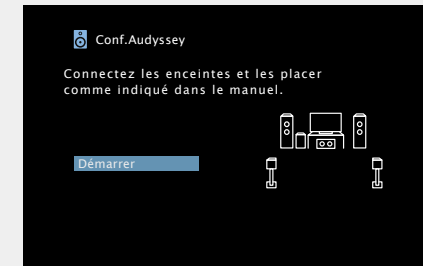 Conf.Audyssey
Connectez les enceintes et les placer
comme indiqué dans le manuel.
Démarrer